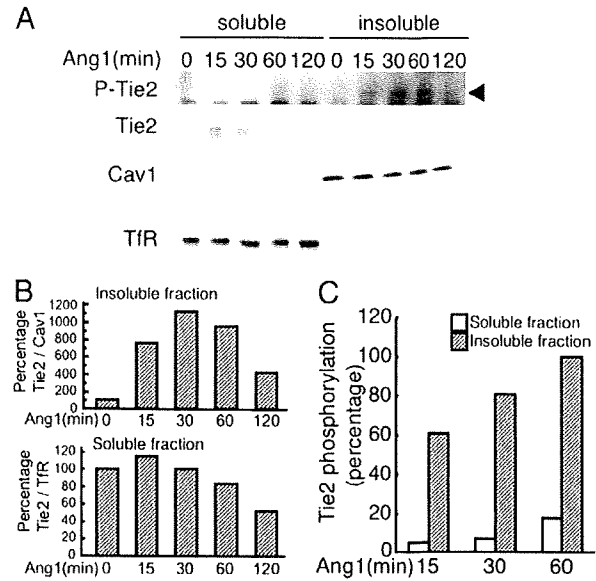 A
soluble insoluble
Ang1(min) 0 15 30 60 120 0 15 30 60 120
P-Tie2
Tie2
Cav1
TfR
B
Insoluble fraction
Percentage Tie2 / Cav1
1200
1000
800
600
400
200
0
Ang1(min) 0 15 30 60 120
Soluble fraction
Percentage Tie2 / TfR
120
100
80
60
40
20
0
Ang1(min) 0 15 30 60 120
C
Tie2 phosphorylation (percentage)
120
100
80
60
40
20
0
Soluble fraction
Insoluble fraction
Ang1(min) 15 30 60